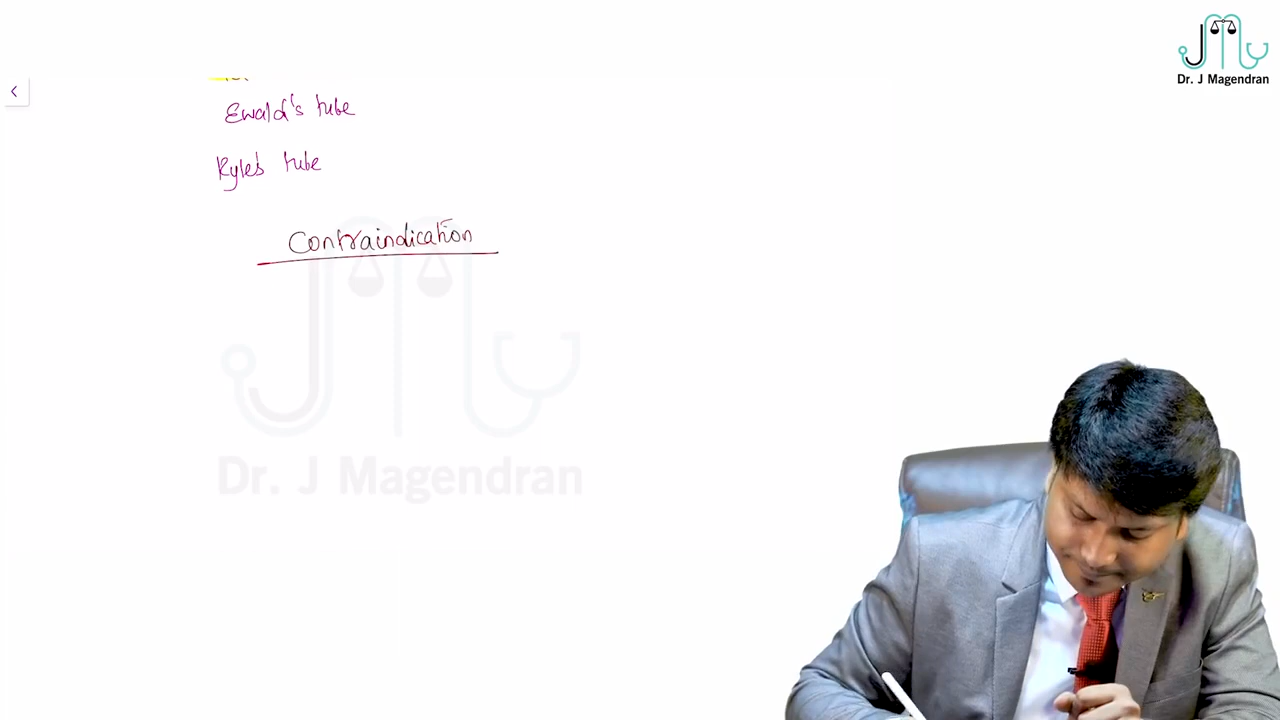 Dr. J Magendran
Ewald's tube
Ryle's tube
Contraindication
Dr. J Magendran